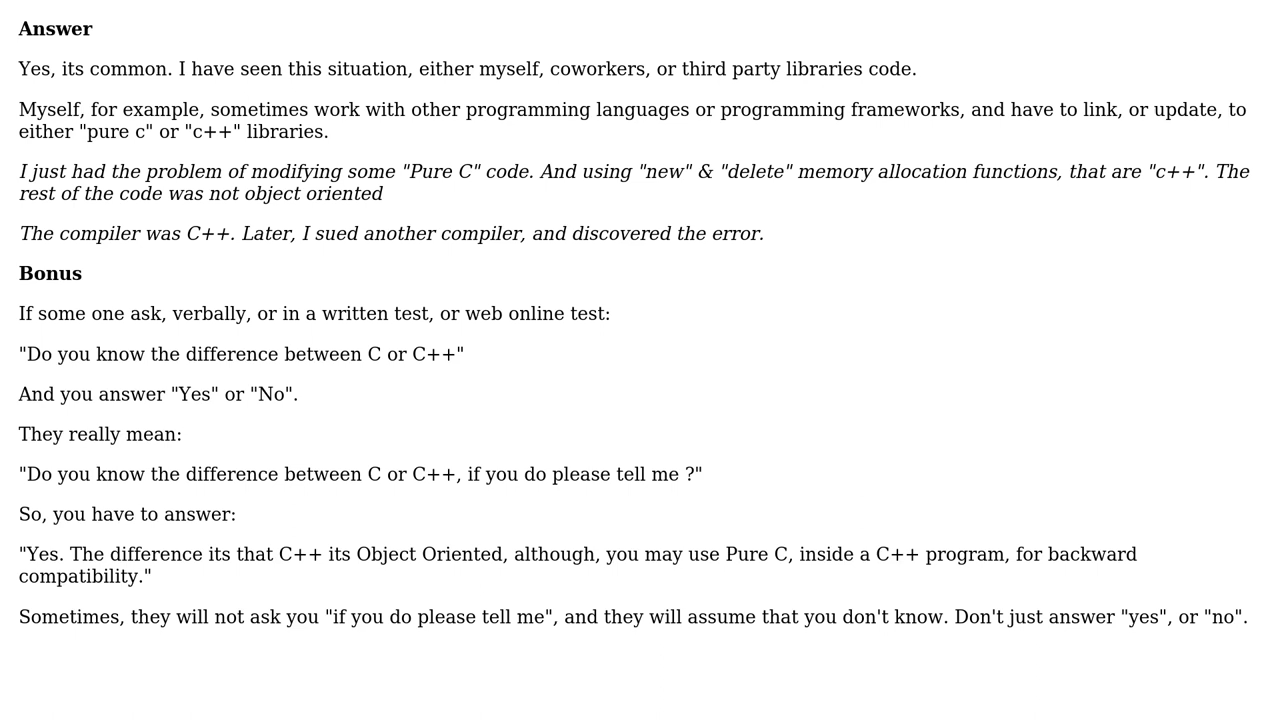 Answer
Yes, its common. I have seen this situation, either myself, coworkers, or third party libraries code.
Myself, for example, sometimes work with other programming languages or programming frameworks, and have to link, or update, to
either "pure c" or "c++" libraries.
I just had the problem of modifying some "Pure C" code. And using "new" & "delete" memory allocation functions, that are "c++". The
rest of the code was not object oriented
The compiler was C++. Later, I sued another compiler, and discovered the error.
Bonus
If some one ask, verbally, or in a written test, or web online test:
"Do you know the difference between C or C++"
And you answer "Yes" or "No".
They really mean:
"Do you know the difference between C or C++, if you do please tell me ?"
So, you have to answer:
"Yes. The difference its that C++ its Object Oriented, although, you may use Pure C, inside a C++ program, for backward
compatibility."
Sometimes, they will not ask you "if you do please tell me", and they will assume that you don't know. Don't just answer "yes", or "no".